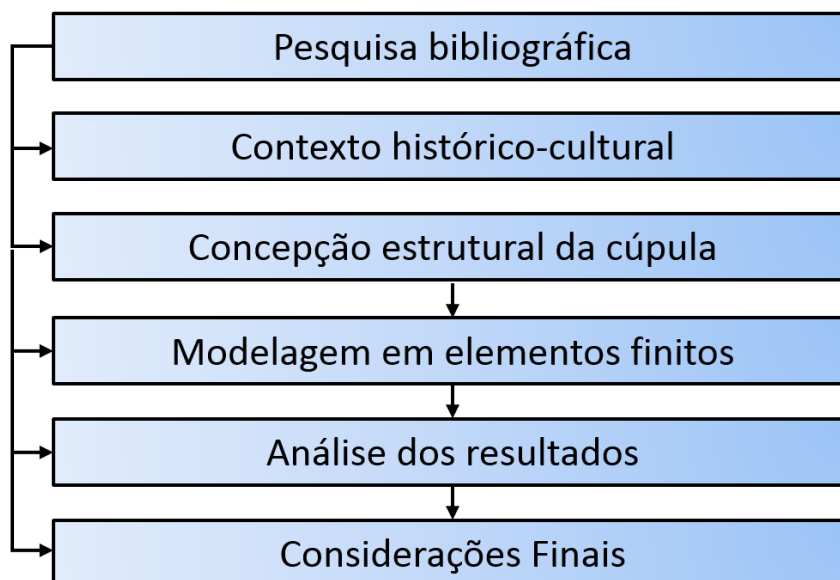 Pesquisa bibliográfica
Contexto histórico-cultural
Concepção estrutural da cúpula
Modelagem em elementos finitos
Análise dos resultados
Considerações Finais